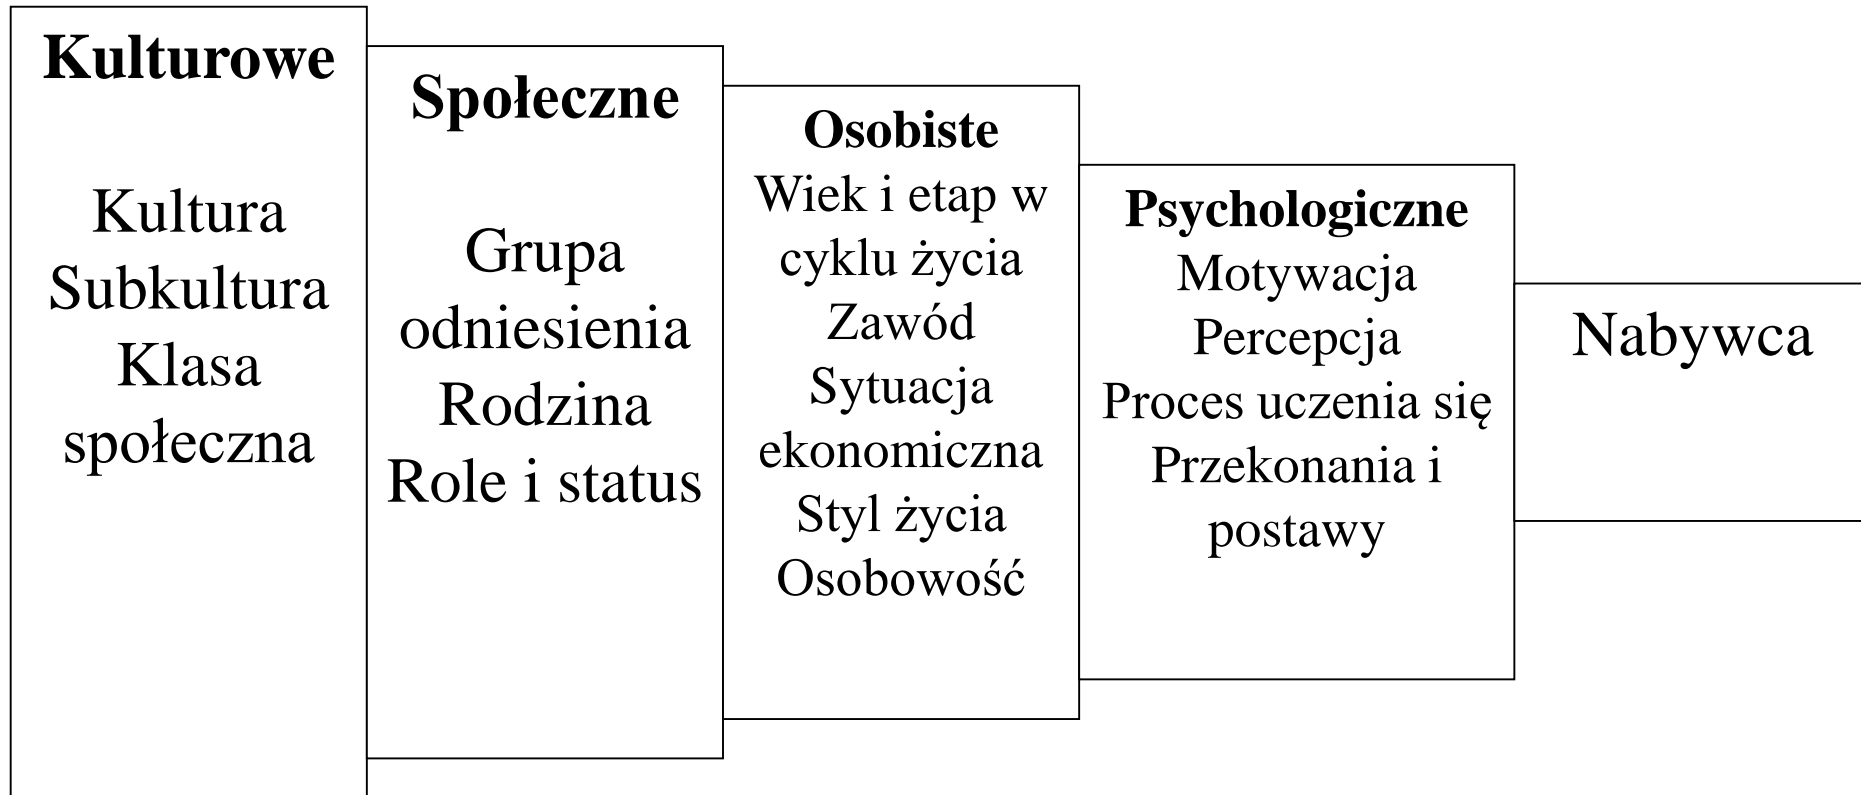 Kulturowe
Kultura
Subkultura
Klasa
społeczna
Społeczne
Grupa
odniesienia
Rodzina
Role i status
Osobiste
Wiek i etap w
cyklu życia
Zawód
Sytuacja
ekonomiczna
Styl życia
Osobowość
Psychologiczne
Motywacja
Percepcja
Proces uczenia się
Przekonania i
postawy
Nabywca